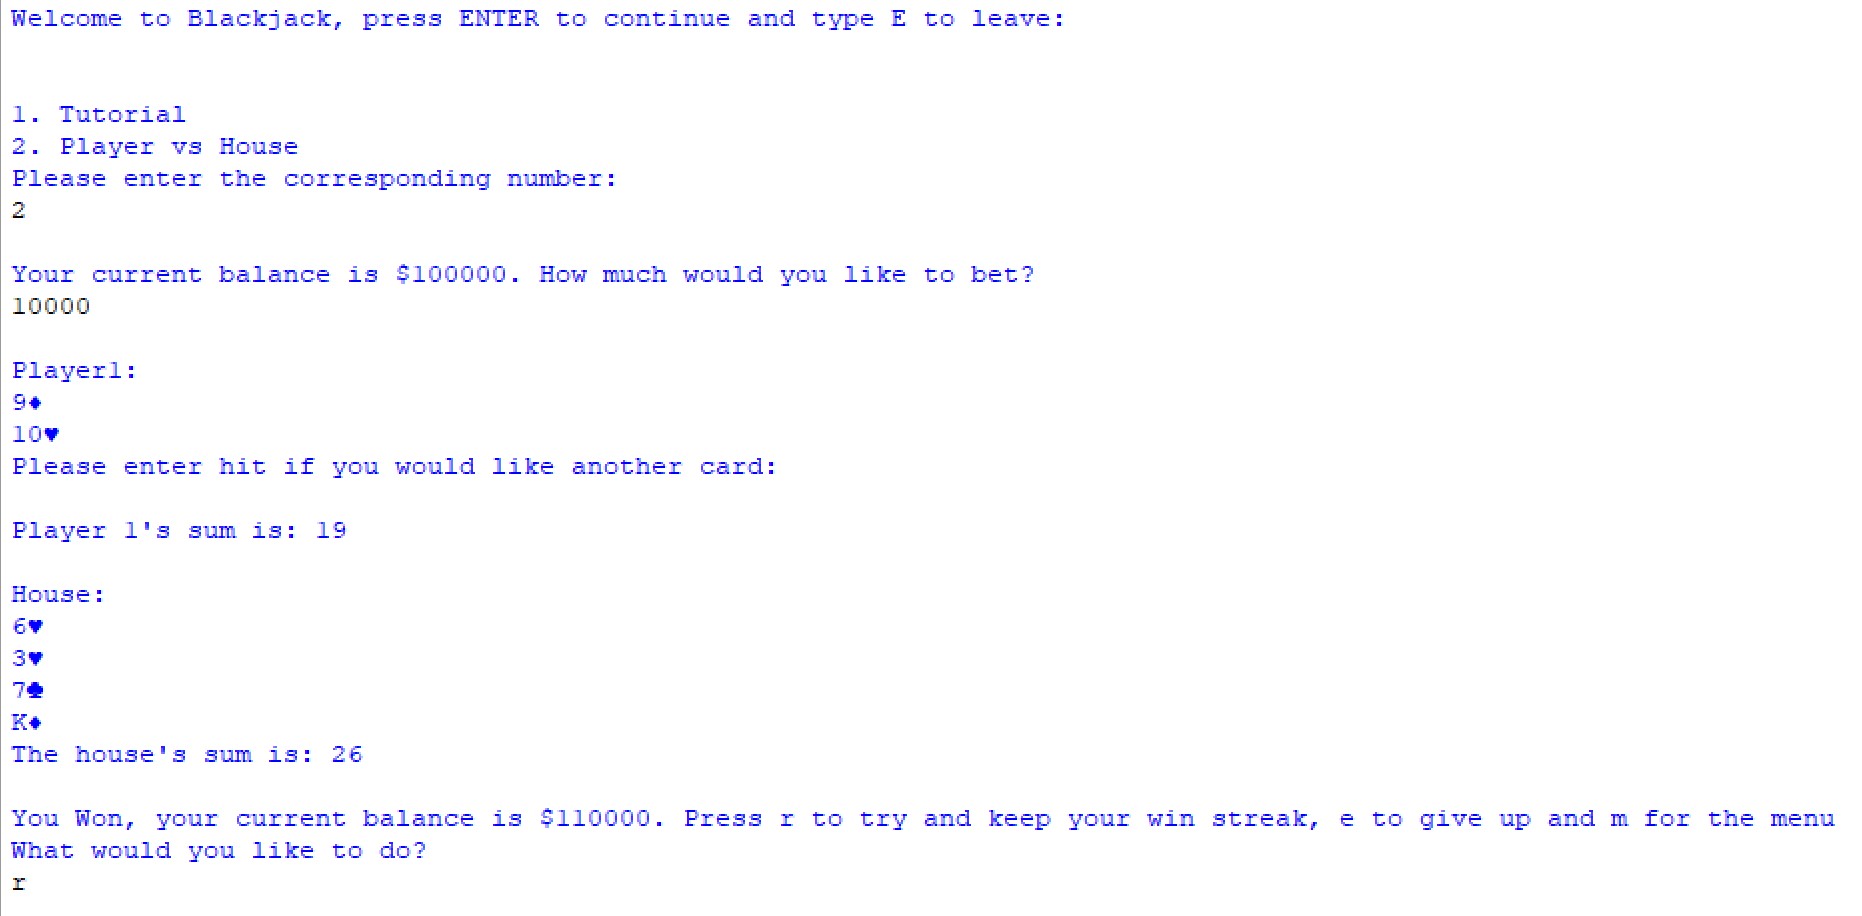 Welcome to Blackjack, press ENTER to continue and type E to leave:
1. Tutorial
2. Player vs House
Please enter the corresponding number:
2
Your current balance is $100000. How much would you like to bet?
10000
Player1:
9♦
10♥
Please enter hit if you would like another card:
Player 1's sum is: 19
House:
6♥
3♥
7♣
K♦
The house's sum is: 26
You Won, your current balance is $110000. Press r to try and keep your win streak, e to give up and m for the menu
What would you like to do?
r